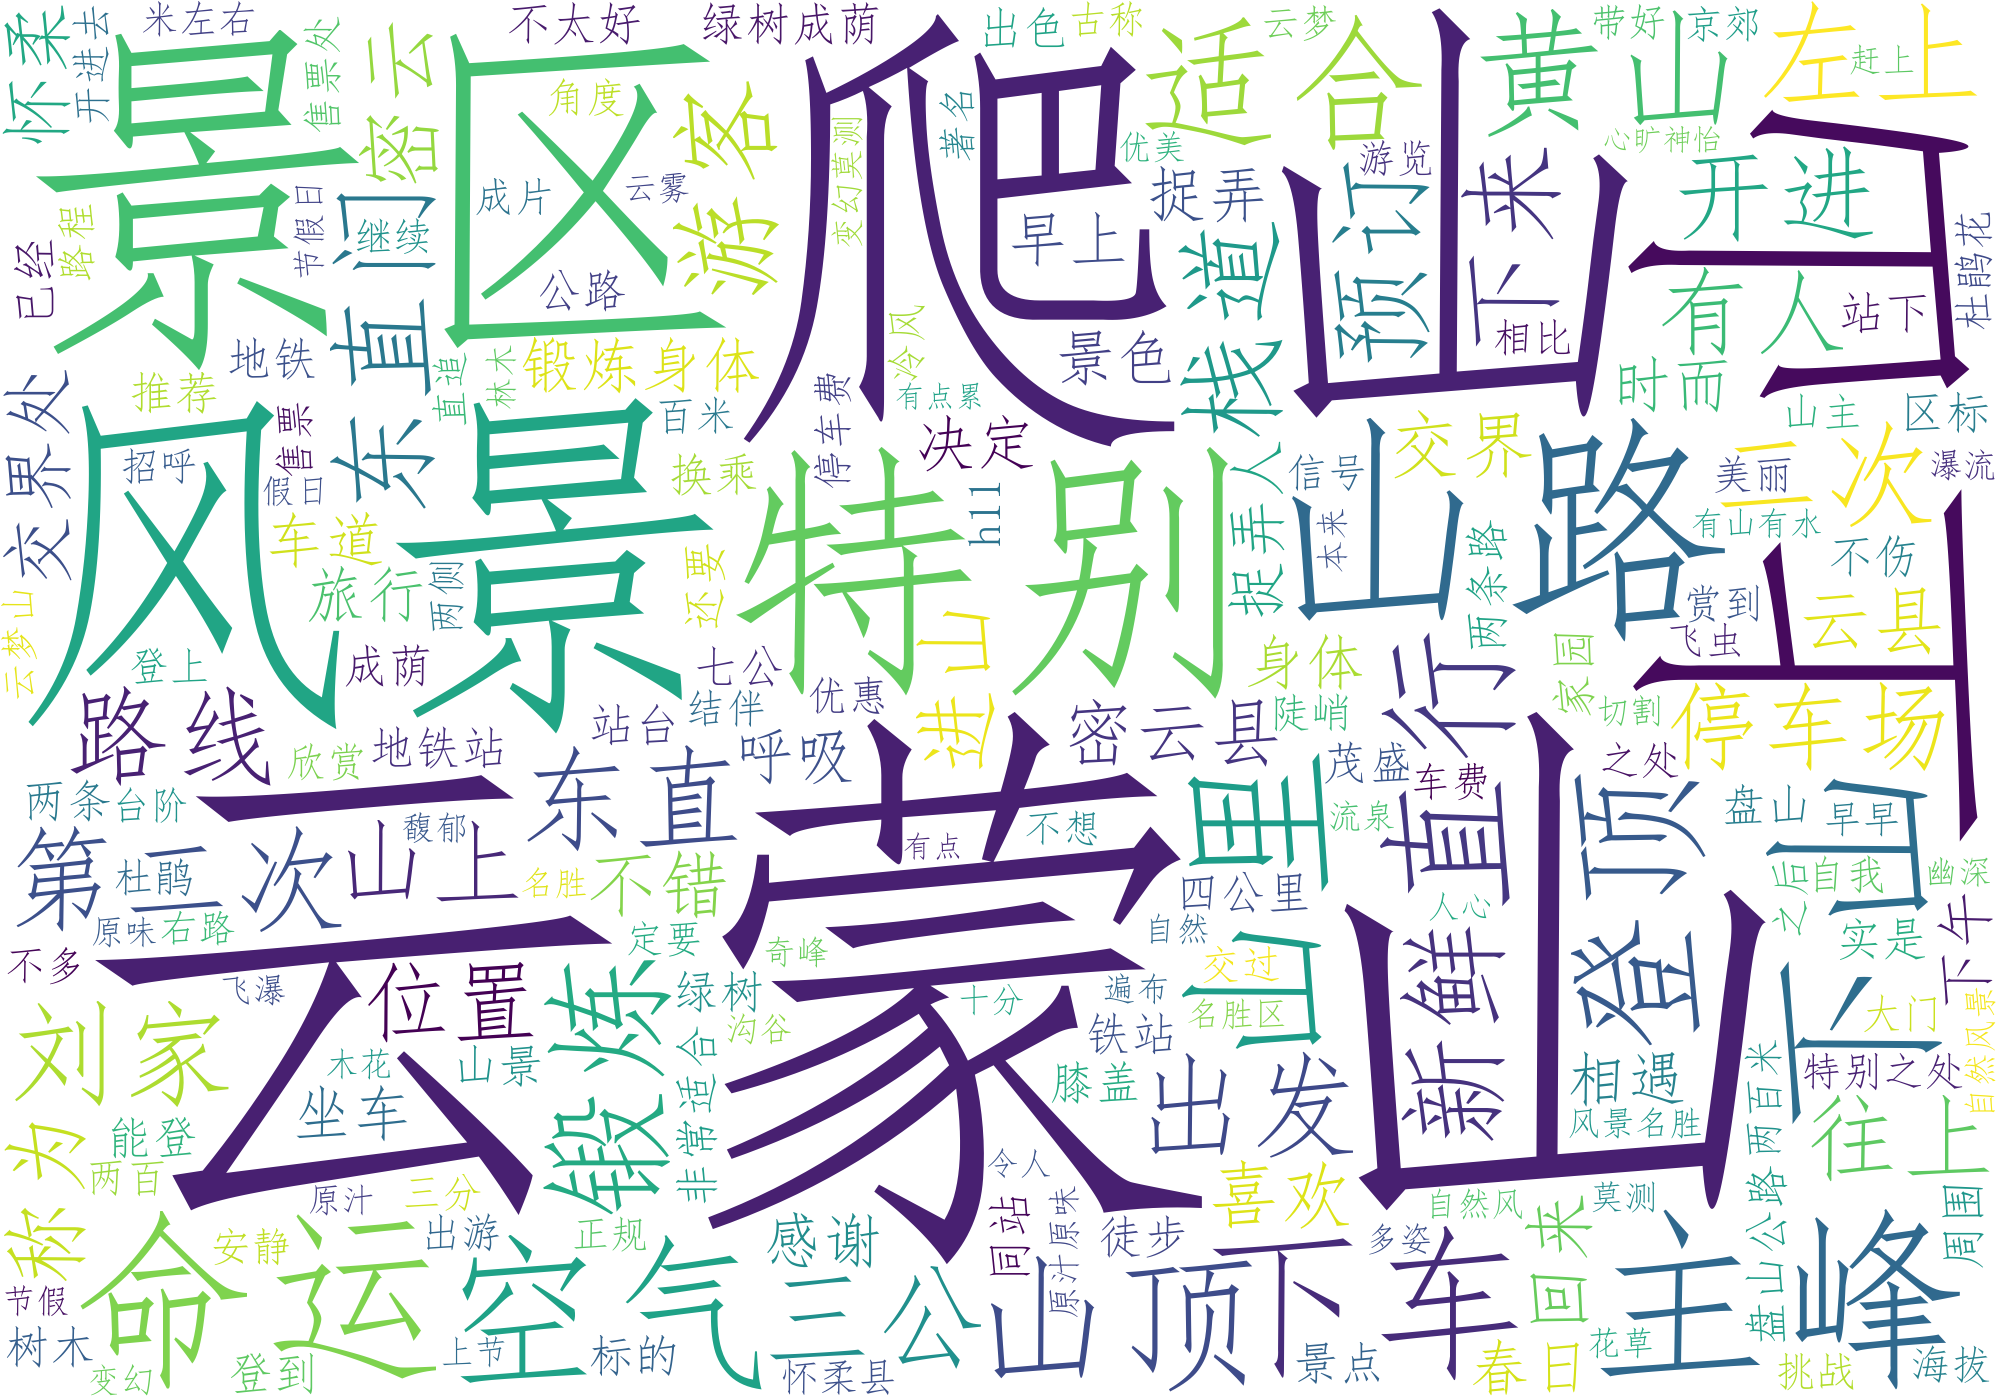 怀柔
开进去
米左右
景区
售票处
密云
不太好
绿树成荫
出色
古称
云梦
适合
黄山
带好
京郊
左上
赶上
角度
游客
爬山
变幻莫测
著名
优美
游览
心旷神怡
马上
已经
路程
节假日
东直门
继续
成片
云雾
公路
早上
捉弄
栈道
预订
下来
开进
杜鹃花
地铁
直道
林木
锻炼身体
停车费
冷风
有点累
景色
相比
有人
站下
时而
山主
区标
交界处
推荐
招呼
售票
假日
风景
百米
换乘
决定
h11
特别
捉弄人
信号
本来
交界
山路
美丽
二次
瀑流
有山有水
不伤
车道
旅行
两侧
还要
两条路
赏到
飞虫
云县
云梦山
登上
成荫
七公
结伴
优惠
进山
身体
家园
切割
停车场
路线
欣赏
地铁站
站台
密云县
陡峭
直行
之处
两条
台阶
云蒙山
东直
呼吸
茂盛
车费
盘山
早早
第二次
山上
馥郁
有点
不想
公里
流泉
登顶
下山
杜鹃
名胜
不错
四公里
人心
新鲜
之后
自我
幽深
原味
右路
定要
自然
实是
下午
不多
飞瀑
位置
绿树
奇峰
十分
遍布
交过
名胜区
大门
刘家
木花
山景
锻炼
沟谷
铁站
相遇
特别之处
自然风景
坐车
非常适合
膝盖
出发
风景名胜
两百米
往上
能登
两百
称为
原汁
三分
令人
喜欢
自然风
莫测
周围
命运
安静
出游
正规
感谢
同站
原汁原味
徒步
多姿
回来
盘山公路
主峰
节假
树木
变幻
登到
空气
上节
标的
三公
怀柔县
山顶
下车
景点
春日
花草
挑战
海拔